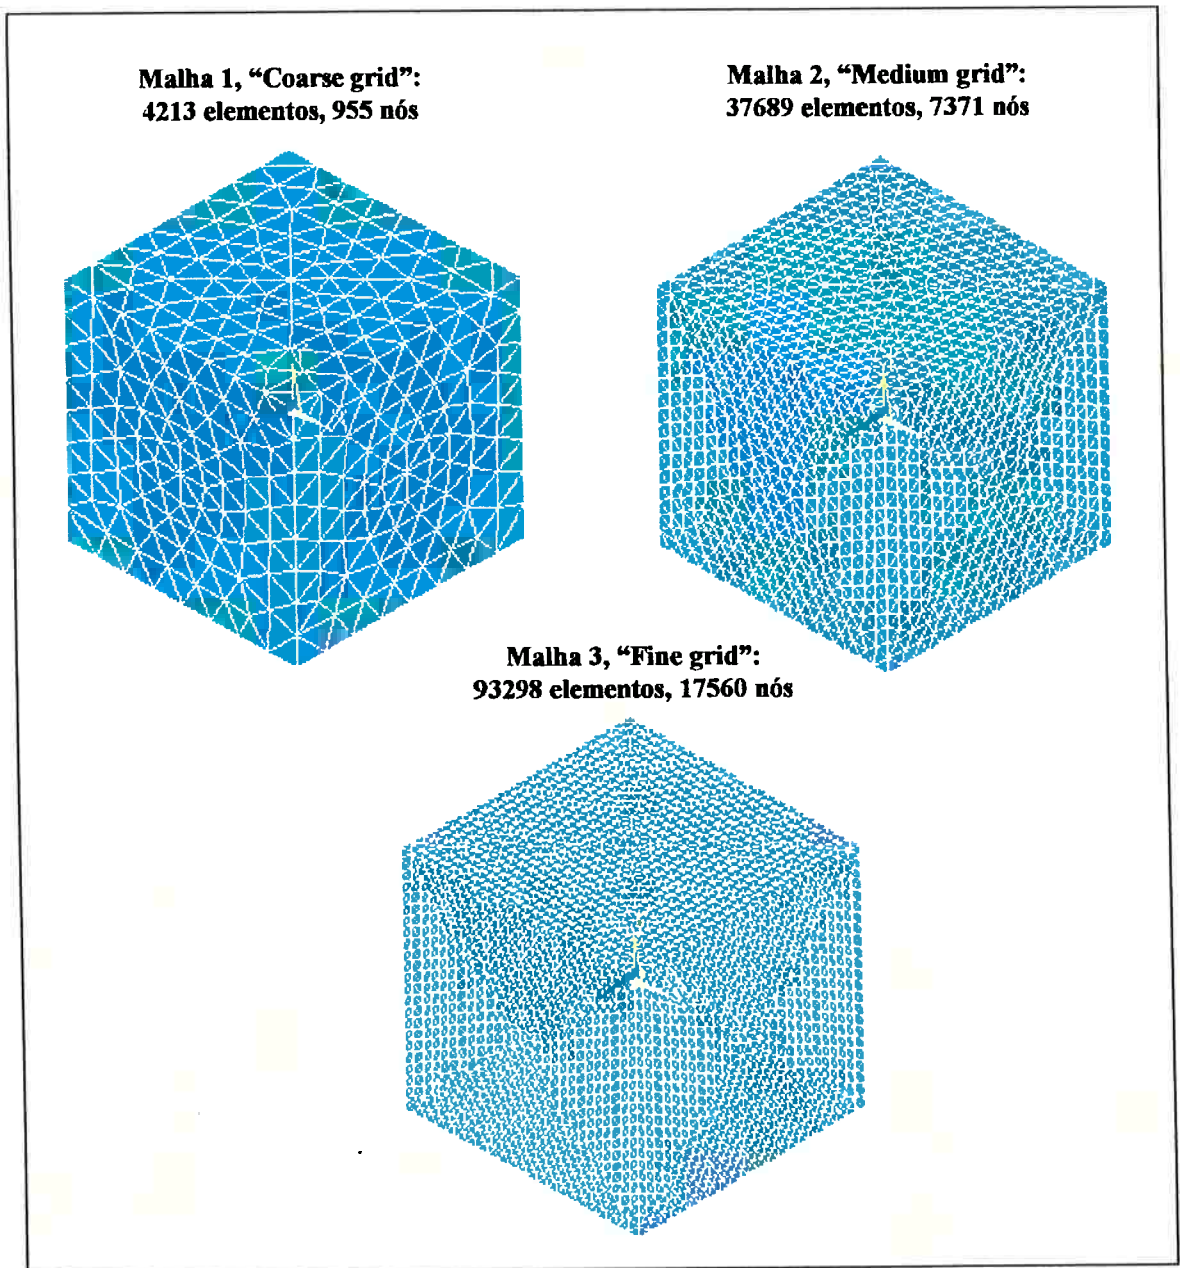 Malha 1, “Coarse grid”:
4213 elementos, 955 nós
Malha 2, “Medium grid”:
37689 elementos, 7371 nós
Malha 3, “Fine grid”:
93298 elementos, 17560 nós